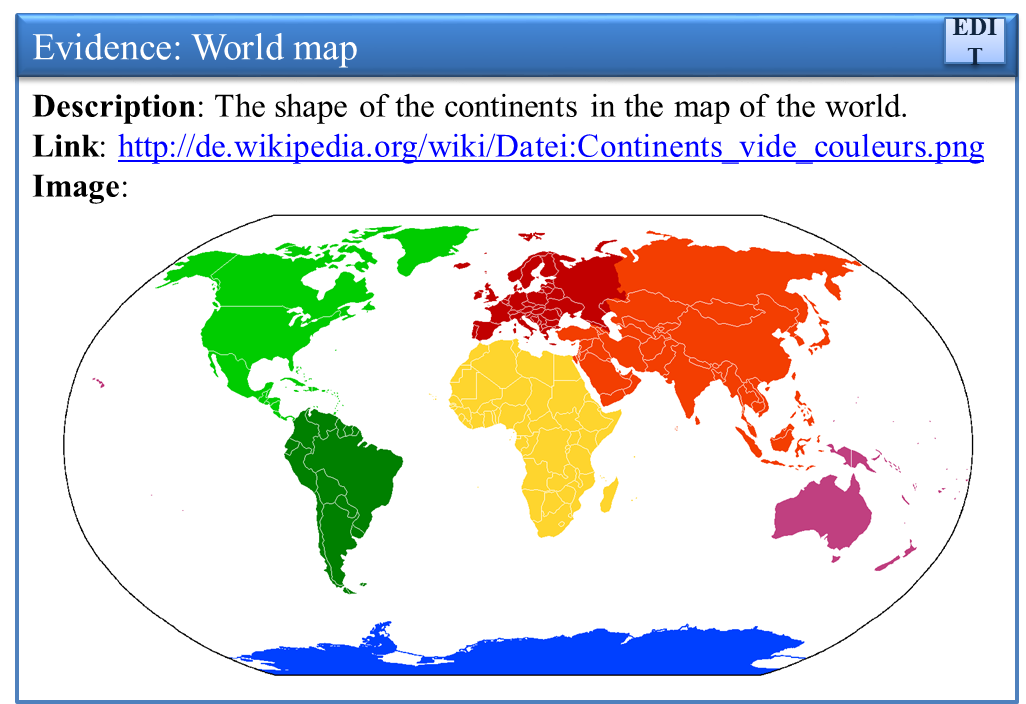 Evidence: World map
EDI
T
Description: The shape of the continents in the map of the world.
Link: http://de.wikipedia.org/wiki/Datei:Continents_vide_couleurs.png
Image: